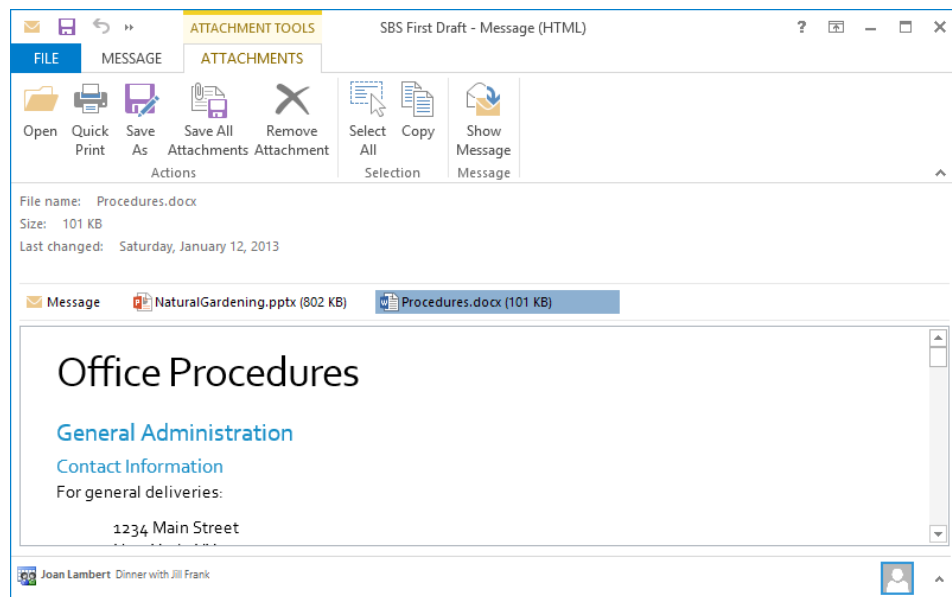 ATTACHMENT TOOLS
SBS First Draft - Message (HTML)
?
FILE
MESSAGE
ATTACHMENTS
Open
Quick Print
Save As
Save All Attachments
Remove Attachment
Select All
Copy
Show Message
Actions
Selection
Message
File name: Procedures.docx
Size: 101 KB
Last changed: Saturday, January 12, 2013
Message
NaturalGardening.pptx (802 KB)
Procedures.docx (101 KB)
Office Procedures
General Administration
Contact Information
For general deliveries:
1234 Main Street
Joan Lambert Dinner with Jill Frank